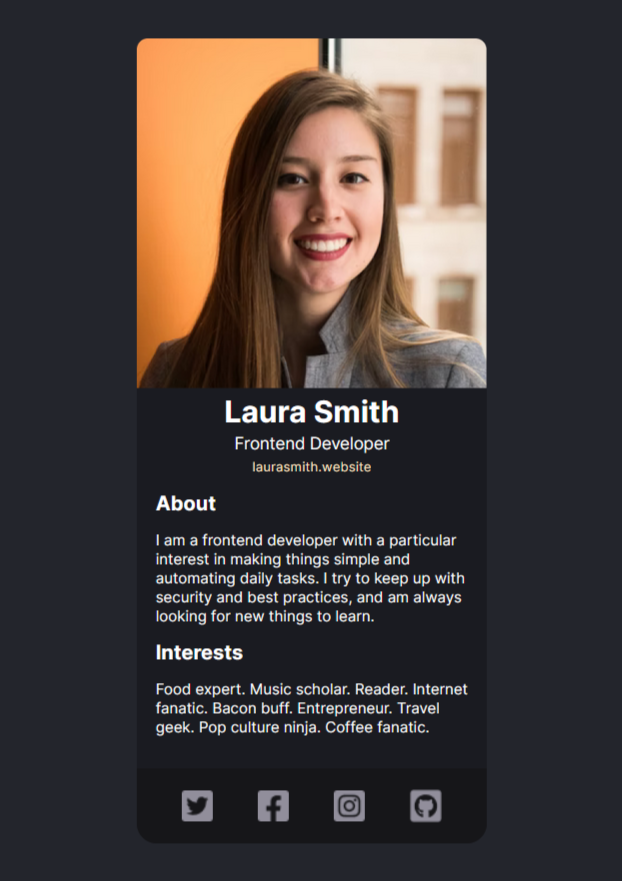 Laura Smith
Frontend Developer
laurasmith.website
About
I am a frontend developer with a particular
interest in making things simple and
automating daily tasks. I try to keep up with
security and best practices, and am always
looking for new things to learn.
Interests
Food expert. Music scholar. Reader. Internet
fanatic. Bacon buff. Entrepreneur. Travel
geek. Pop culture ninja. Coffee fanatic.